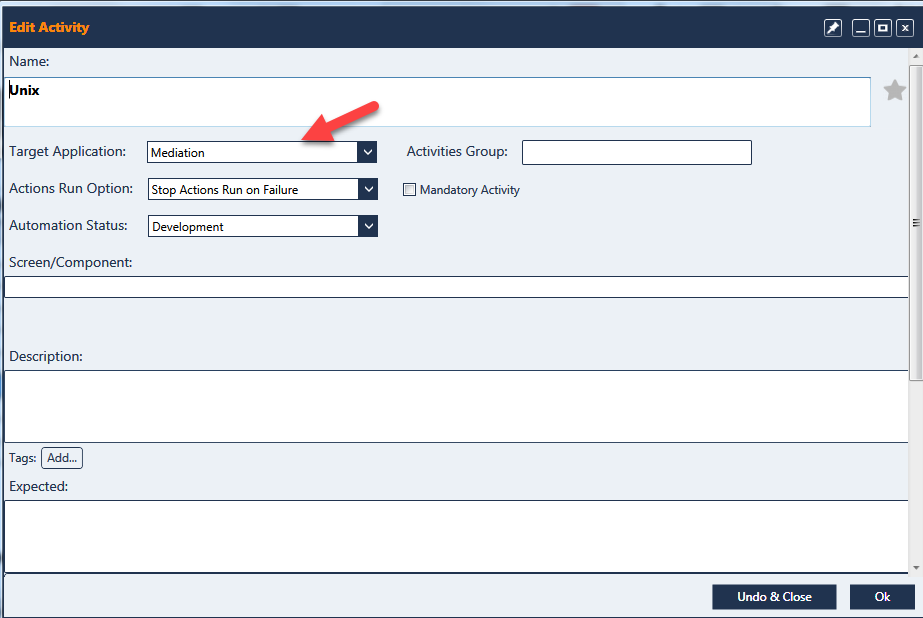 Edit Activity
Name:
Unix
Target Application: Mediation Activities Group:
Actions Run Option: Stop Actions Run on Failure Mandatory Activity
Automation Status: Development
Screen/Component:
Description:
Tags: Add...
Expected:
Undo & Close Ok